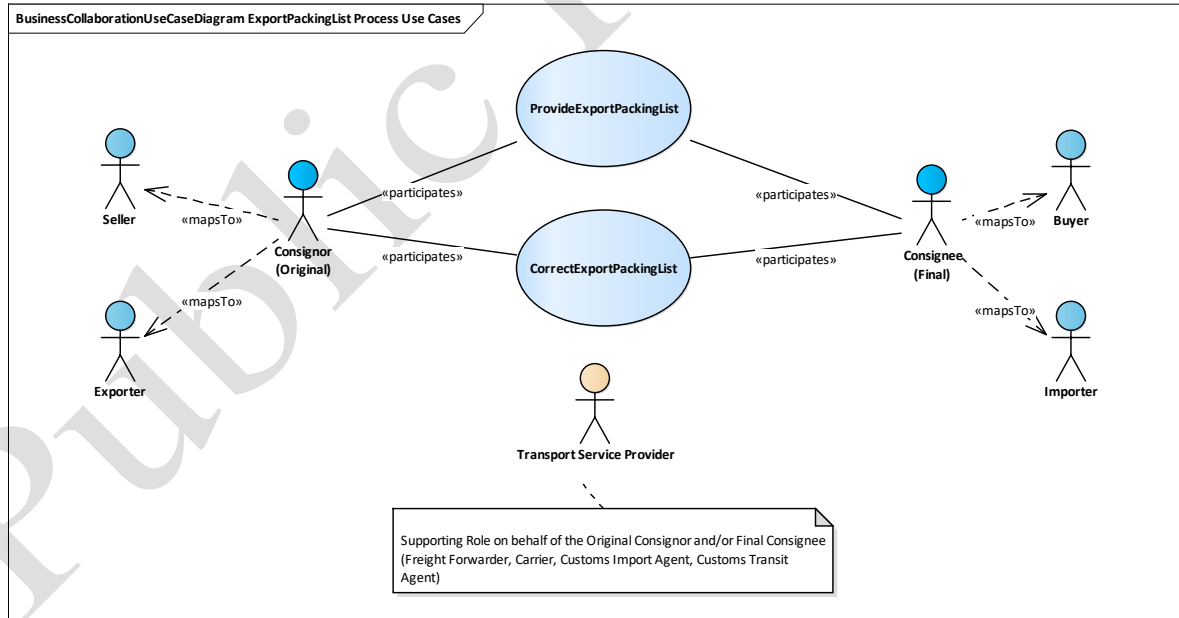 BusinessCollaborationUseCaseDiagram ExportPackingList Process Use Cases
ProvideExportPackingList
Seller
«mapsTo»
Consignor
(Original)
«participates»
«participates»
«mapsTo»
Exporter
CorrectExportPackingList
«participates»
«participates»
Consignee
(Final)
«mapsTo»
Buyer
«mapsTo»
Importer
Transport Service Provider
Supporting Role on behalf of the Original Consignor and/or Final Consignee
(Freight Forwarder, Carrier, Customs Import Agent, Customs Transit
Agent)
Public